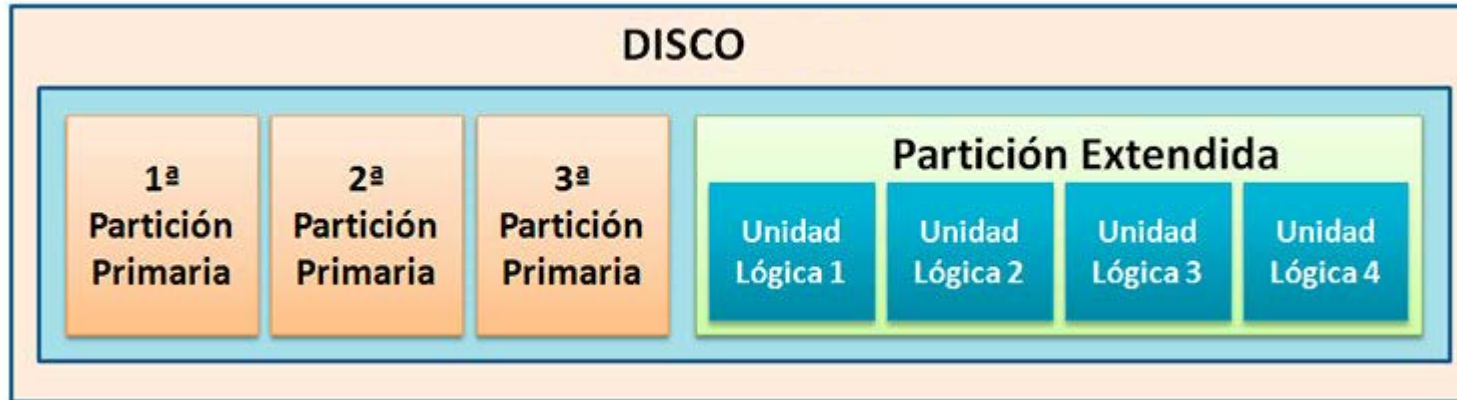 DISCO
1ª
Partición
Primaria
2ª
Partición
Primaria
3ª
Partición
Primaria
Partición Extendida
Unidad
Lógica 1
Unidad
Lógica 2
Unidad
Lógica 3
Unidad
Lógica 4